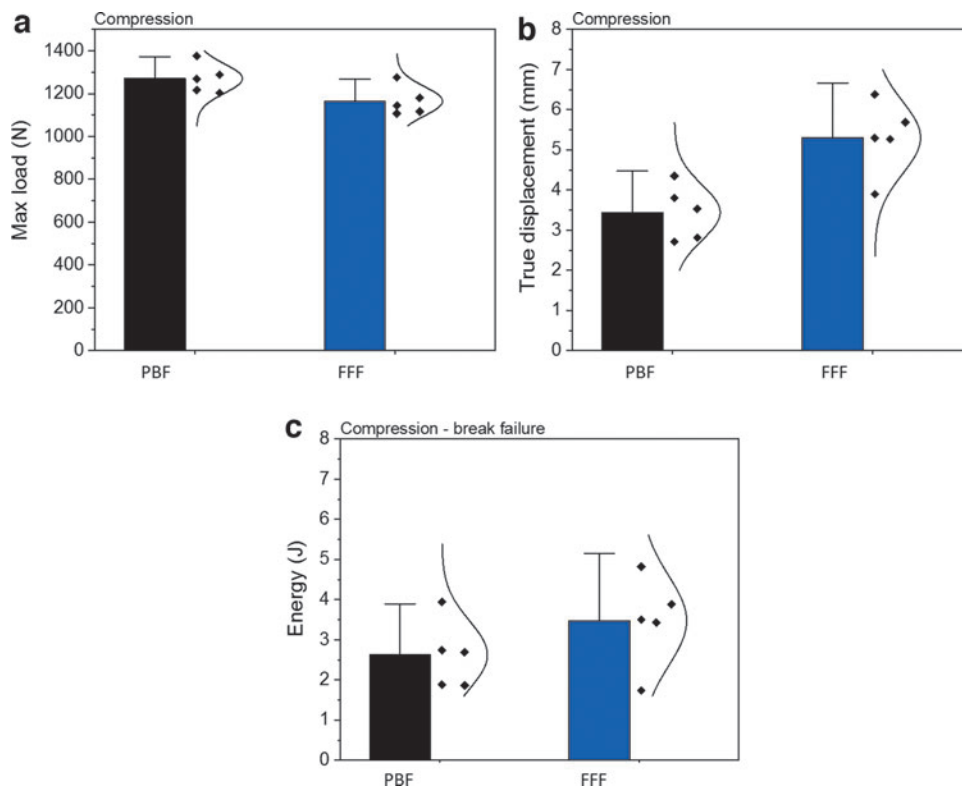 a
Compression
1400
1200
1000
800
600
400
200
0
Max load (N)
PBF
FFF
b
Compression
8
7
6
5
4
3
2
1
0
True displacement (mm)
PBF
FFF
c
Compression - break failure
8
7
6
5
4
3
2
1
0
Energy (J)
PBF
FFF